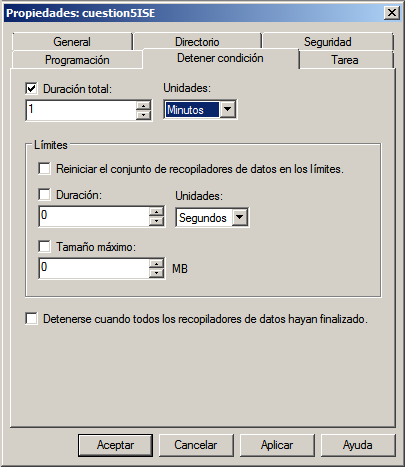 Propiedades: cuestion5ISE
General Directorio Seguridad
Programación Detener condición Tarea
Duración total: Unidades:
1 Minutos
Límites
Reiniciar el conjunto de recopiladores de datos en los límites.
Duración: Unidades:
0 Segundos
Tamaño máximo:
0 MB
Detenerse cuando todos los recopiladores de datos hayan finalizado.
Aceptar Cancelar Aplicar Ayuda